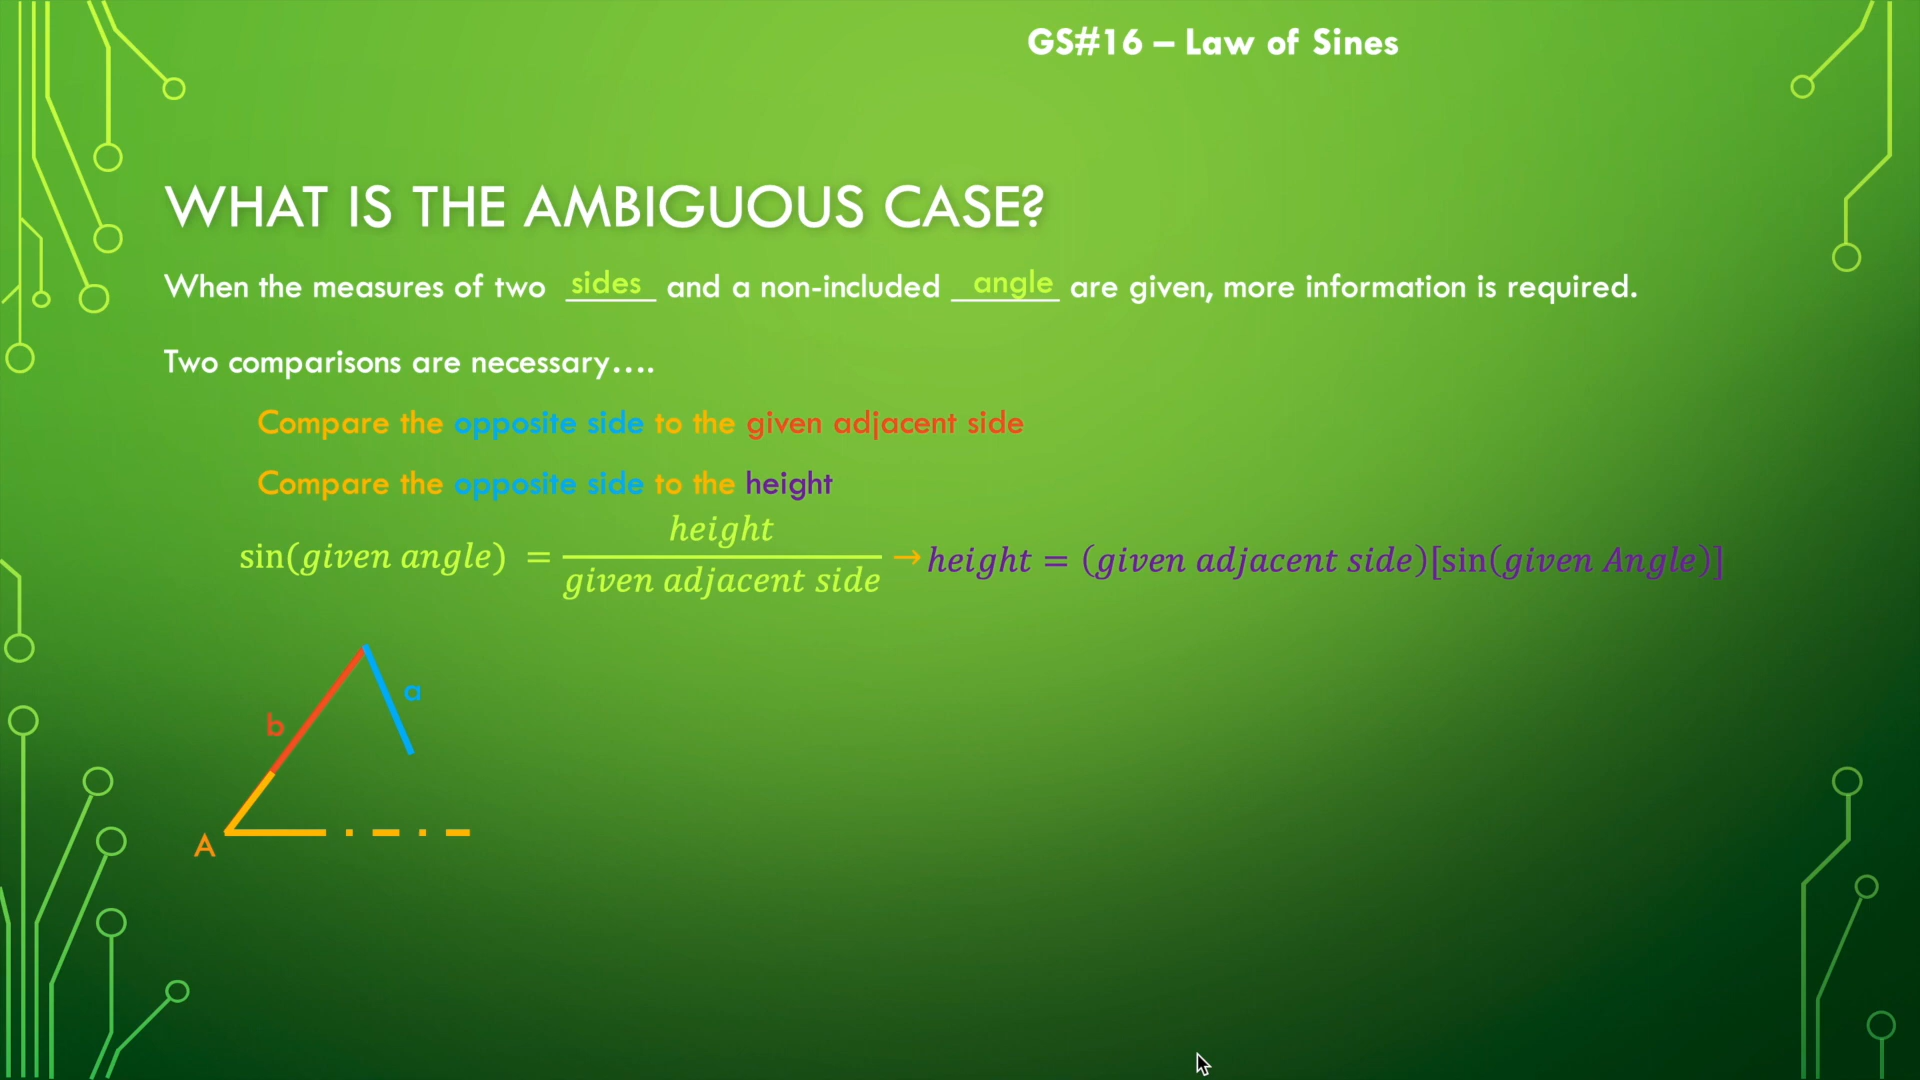 GS#16 – Law of Sines
WHAT IS THE AMBIGUOUS CASE?
When the measures of two sides and a non-included angle are given, more information is required.
Two comparisons are necessary….
Compare the opposite side to the given adjacent side
Compare the opposite side to the height
sin(given angle) = height / given adjacent side → height = (given adjacent side)[sin(given Angle)]
a
b
A